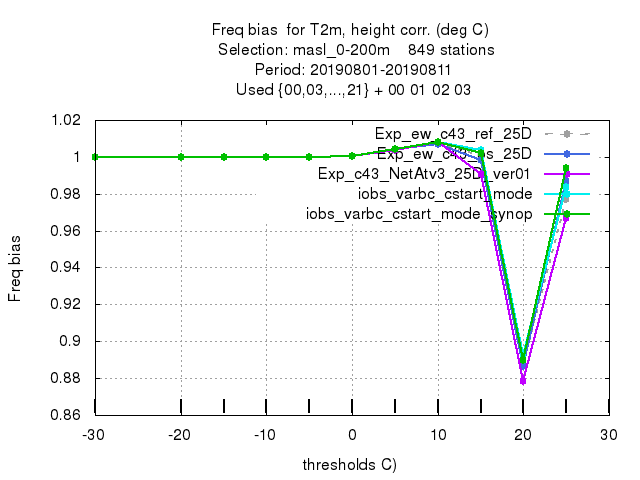 Freq bias  for T2m, height corr. (deg C)
Selection: masl_0-200m    849 stations
Period: 20190801-20190811
Used {00,03,...,21} + 00 01 02 03
Exp_ew_c43_ref_25D
Exp_c43_NetAtv3_25D_ver01
iobs_varbc_cstart_mode
iobs_varbc_cstart_mode_synop
1.02
1
0.98
0.96
0.94
0.92
0.9
0.88
0.86
Freq bias
-30
-20
-10
0
10
20
30
thresholds C)